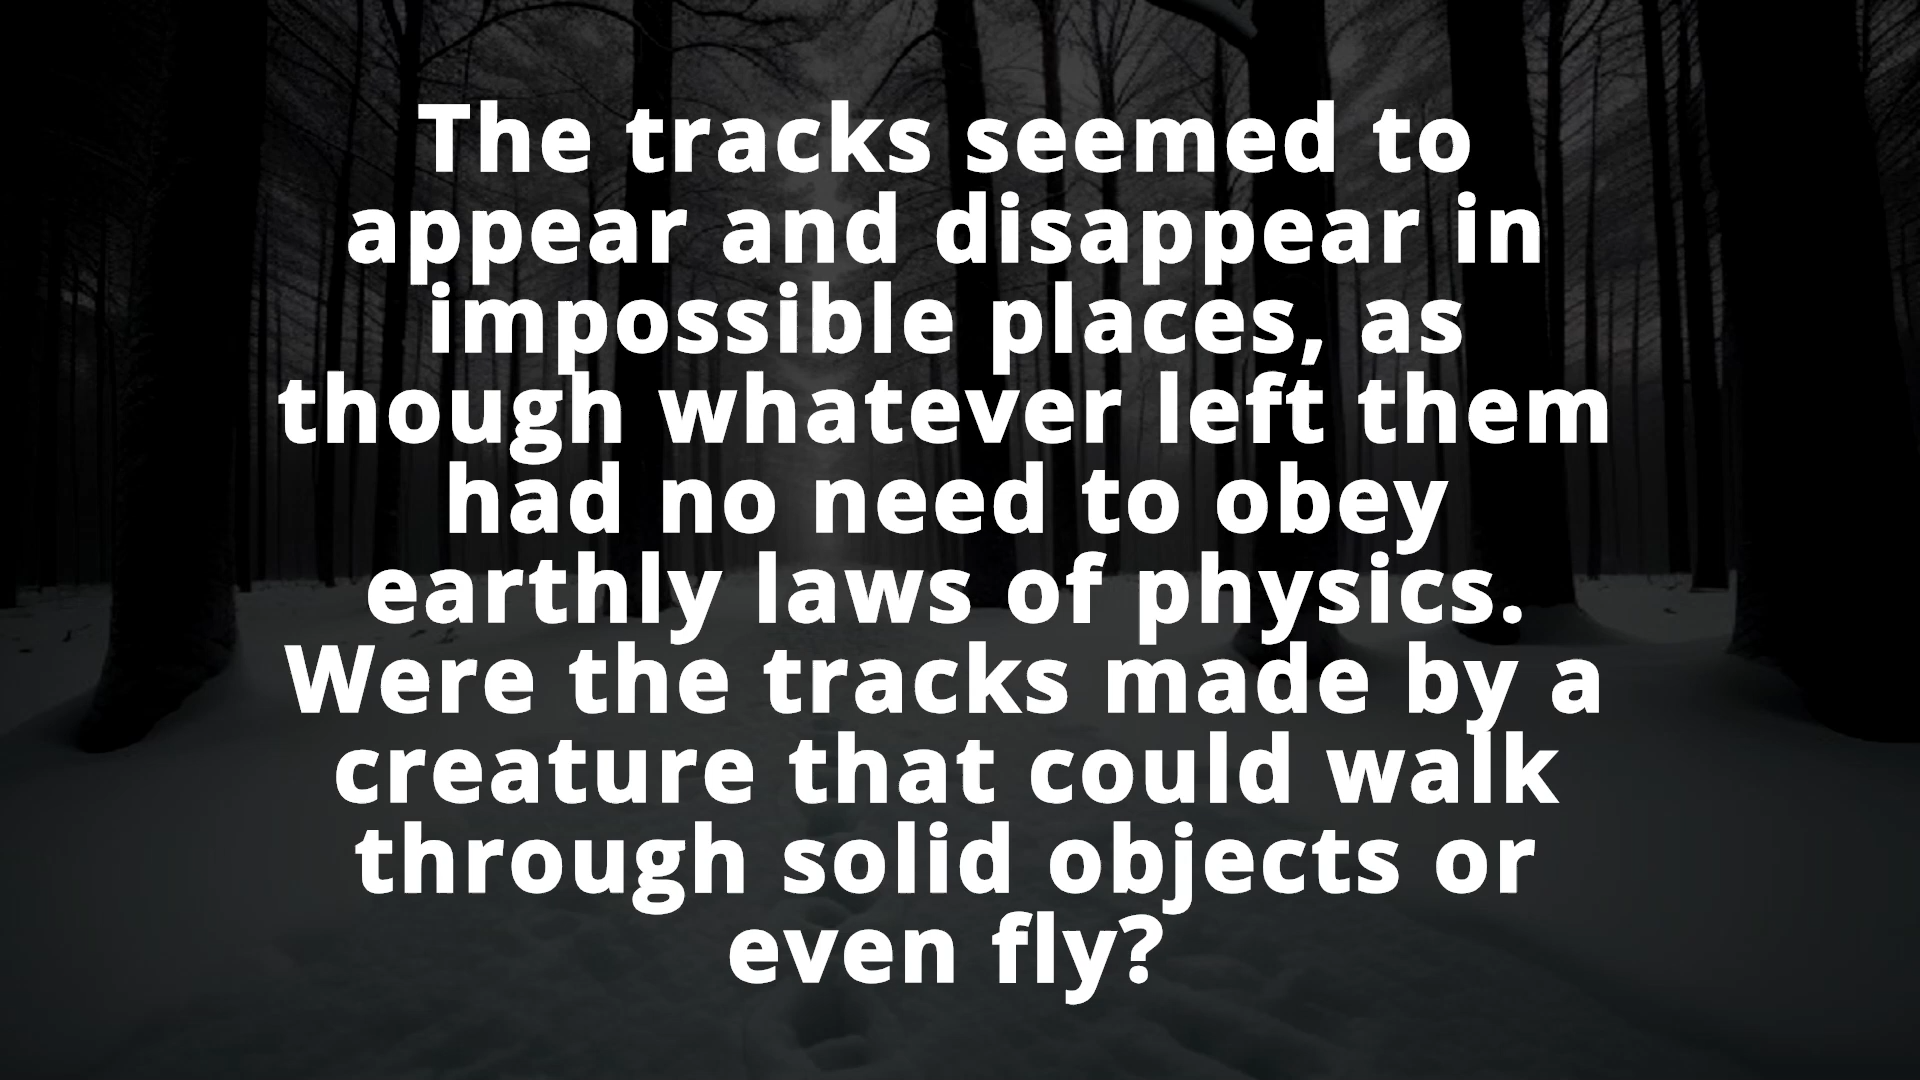 The tracks seemed to
appear and disappear in
impossible places, as
though whatever left them
had no need to obey
earthly laws of physics.
Were the tracks made by a
creature that could walk
through solid objects or
even fly?